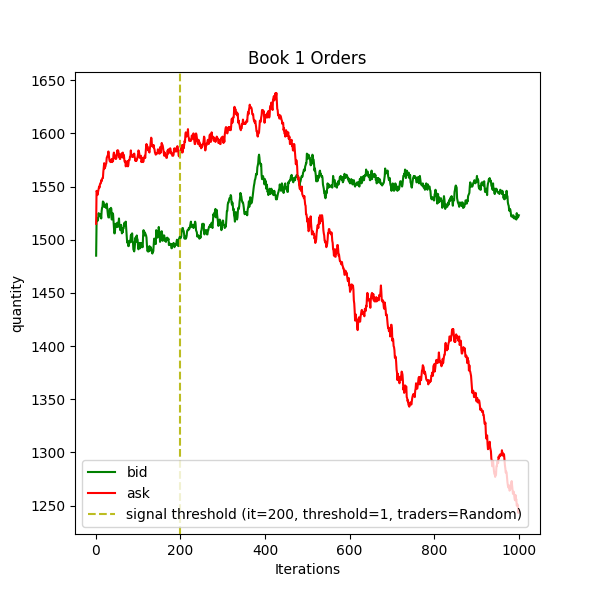 Book 1 Orders
quantity
1650
1600
1550
1500
1450
1400
1350
1300
1250
bid
ask
signal threshold (it=200, threshold=1, traders=Random)
0 200 400 600 800 1000
Iterations